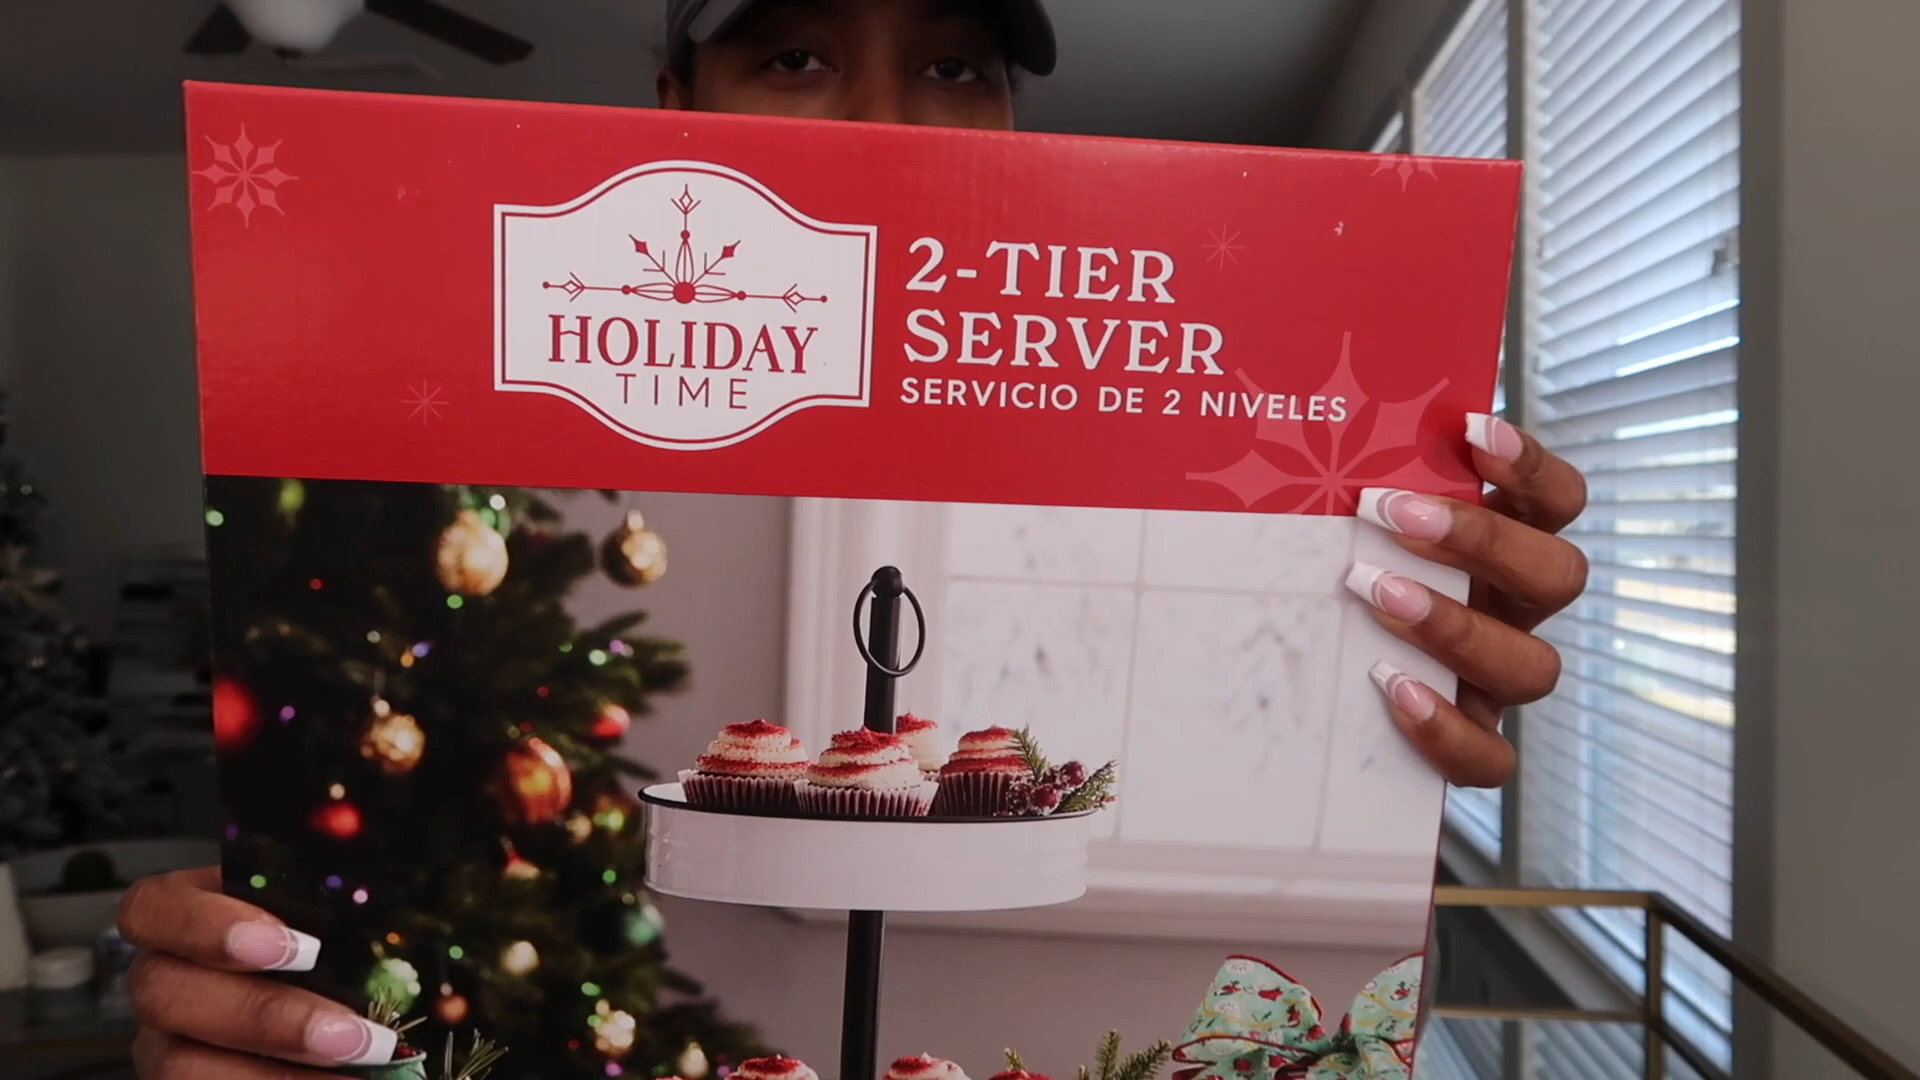 HOLIDAY
TIME
2-TIER
SERVER
SERVICIO DE 2 NIVELES